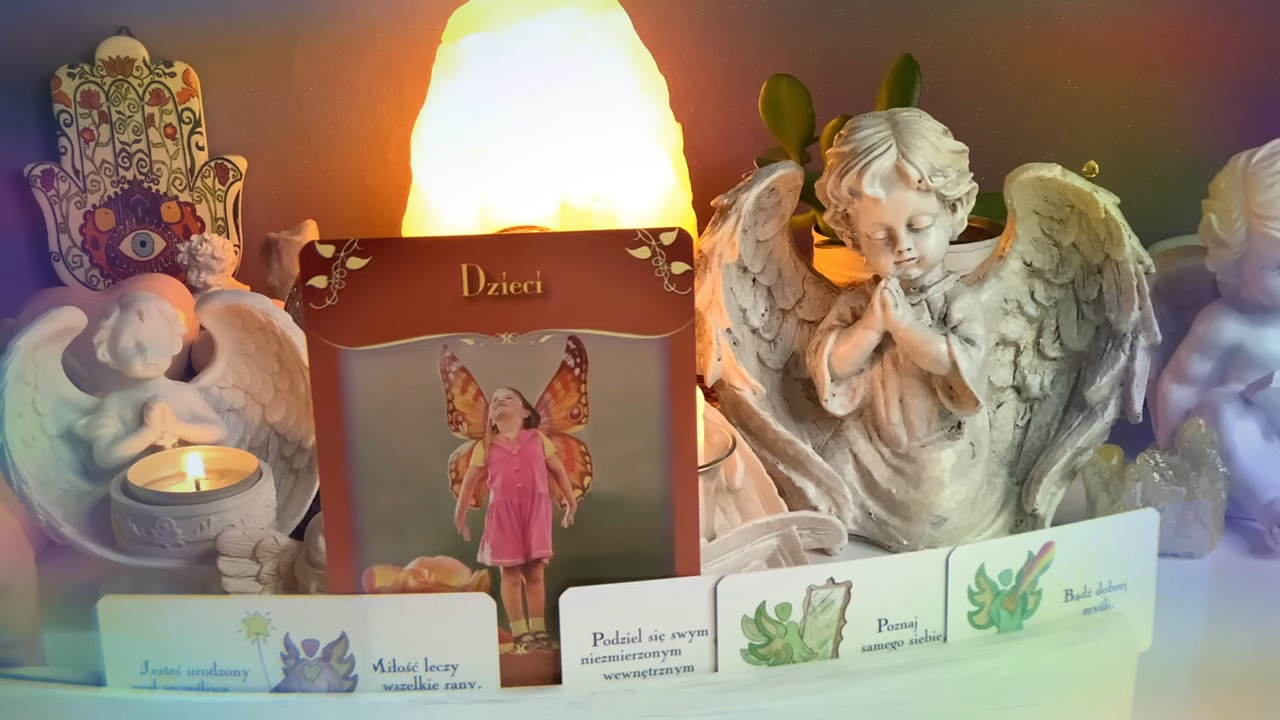 Dzieci
Jesteś urodzony
Miłość leczy
wszelkie rany.
Podziel się swym
niezmierzonym
wewnętrznym
Poznaj
samego siebie
Bądź dobrej
myśli.